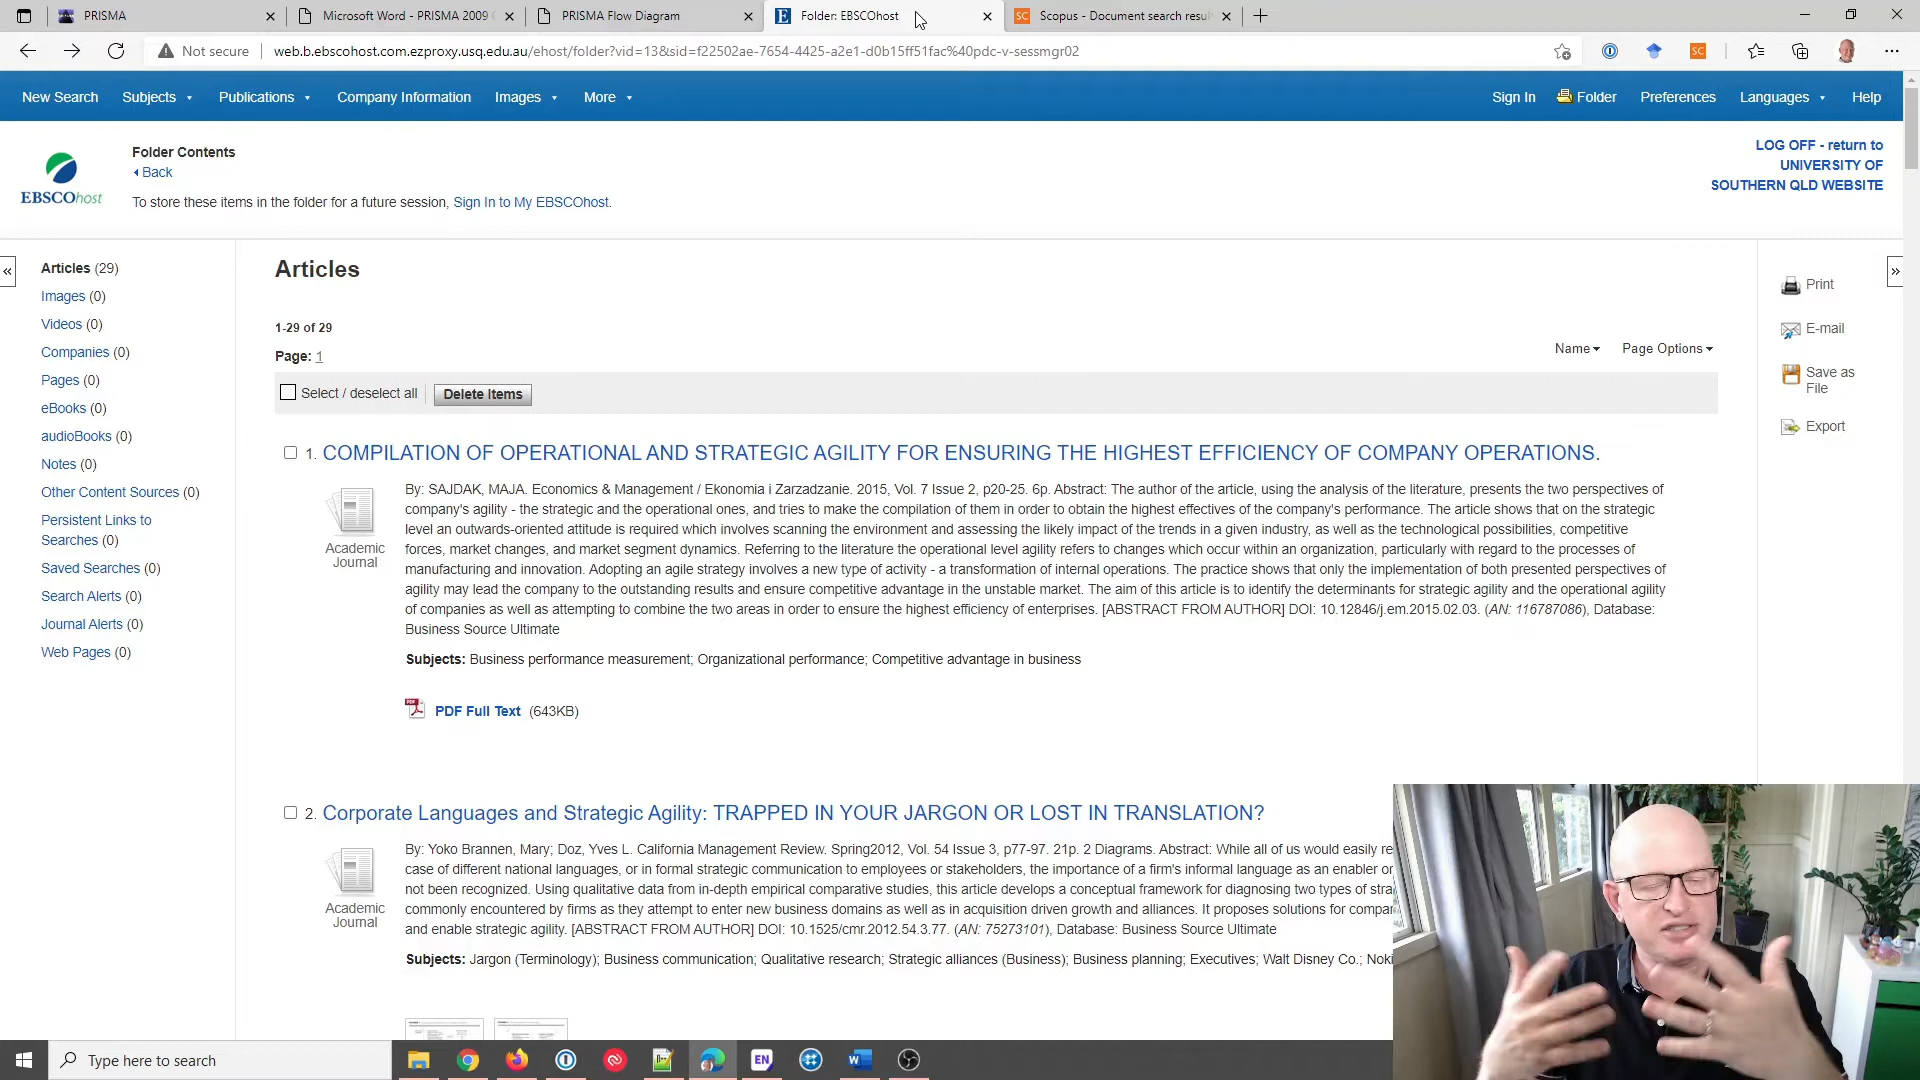 PRISMA
Microsoft Word - PRISMA 2009
PRISMA Flow Diagram
Folder: EBSCOhost
SC
Scopus - Document search resul
Not secure
web.b.ebscohost.com.ezproxy.usq.edu.au/ehost/folder?vid=13&sid=f22502ae-7654-4425-a2e1-d0b15ff51fac%40pdc-v-sessmgr02
SC
New Search
Subjects
Publications
Company Information
Images
More
Sign In
Folder
Preferences
Languages
Help
EBSCOhost
Folder Contents
Back
To store these items in the folder for a future session, Sign In to My EBSCOhost.
LOG OFF - return to
UNIVERSITY OF
SOUTHERN QLD WEBSITE
Articles (29)
Images (0)
Videos (0)
Companies (0)
Pages (0)
eBooks (0)
audioBooks (0)
Notes (0)
Other Content Sources (0)
Persistent Links to
Searches (0)
Saved Searches (0)
Search Alerts (0)
Journal Alerts (0)
Web Pages (0)
Articles
1-29 of 29
Page: 1
Name
Page Options
Select / deselect all
Delete Items
1. COMPILATION OF OPERATIONAL AND STRATEGIC AGILITY FOR ENSURING THE HIGHEST EFFICIENCY OF COMPANY OPERATIONS.
Academic
Journal
By: SAJDAK, MAJA. Economics & Management / Ekonomia i Zarzadzanie. 2015, Vol. 7 Issue 2, p20-25. 6p. Abstract: The author of the article, using the analysis of the literature, presents the two perspectives of
company's agility - the strategic and the operational ones, and tries to make the compilation of them in order to obtain the highest effectives of the company's performance. The article shows that on the strategic
level an outwards-oriented attitude is required which involves scanning the environment and assessing the likely impact of the trends in a given industry, as well as the technological possibilities, competitive
forces, market changes, and market segment dynamics. Referring to the literature the operational level agility refers to changes which occur within an organization, particularly with regard to the processes of
manufacturing and innovation. Adopting an agile strategy involves a new type of activity - a transformation of internal operations. The practice shows that only the implementation of both presented perspectives of
agility may lead the company to the outstanding results and ensure competitive advantage in the unstable market. The aim of this article is to identify the determinants for strategic agility and the operational agility
of companies as well as attempting to combine the two areas in order to ensure the highest efficiency of enterprises. [ABSTRACT FROM AUTHOR] DOI: 10.12846/j.em.2015.02.03. (AN: 116787086), Database:
Business Source Ultimate
Subjects: Business performance measurement; Organizational performance; Competitive advantage in business
PDF Full Text (643KB)
2. Corporate Languages and Strategic Agility: TRAPPED IN YOUR JARGON OR LOST IN TRANSLATION?
Academic
Journal
By: Yoko Brannen, Mary; Doz, Yves L. California Management Review. Spring2012, Vol. 54 Issue 3, p77-97. 21p. 2 Diagrams. Abstract: While all of us would easily re
case of different national languages, or in formal strategic communication to employees or stakeholders, the importance of a firm's informal language as an enabler or
not been recognized. Using qualitative data from in-depth empirical comparative studies, this article develops a conceptual framework for diagnosing two types of stra
commonly encountered by firms as they attempt to enter new business domains as well as in acquisition driven growth and alliances. It proposes solutions for compa
and enable strategic agility. [ABSTRACT FROM AUTHOR] DOI: 10.1525/cmr.2012.54.3.77. (AN: 75273101), Database: Business Source Ultimate
Subjects: Jargon (Terminology); Business communication; Qualitative research; Strategic alliances (Business); Business planning; Executives; Walt Disney Co.; Noki
Print
E-mail
Save as
File
Export
Type here to search
EN